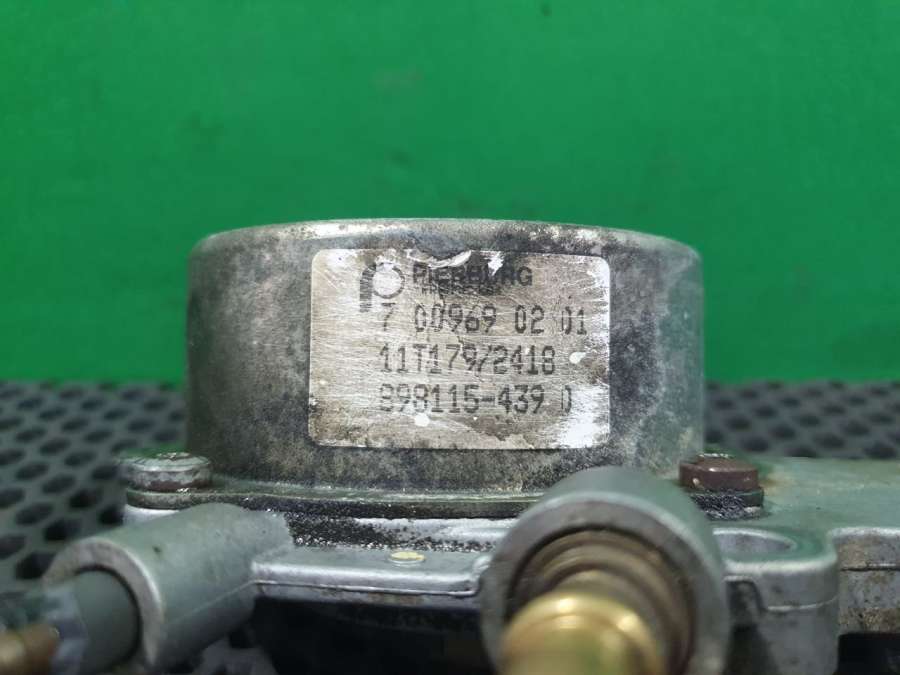 PIERBURG
7 00969 02 01
11T179/2418
898115-439 0